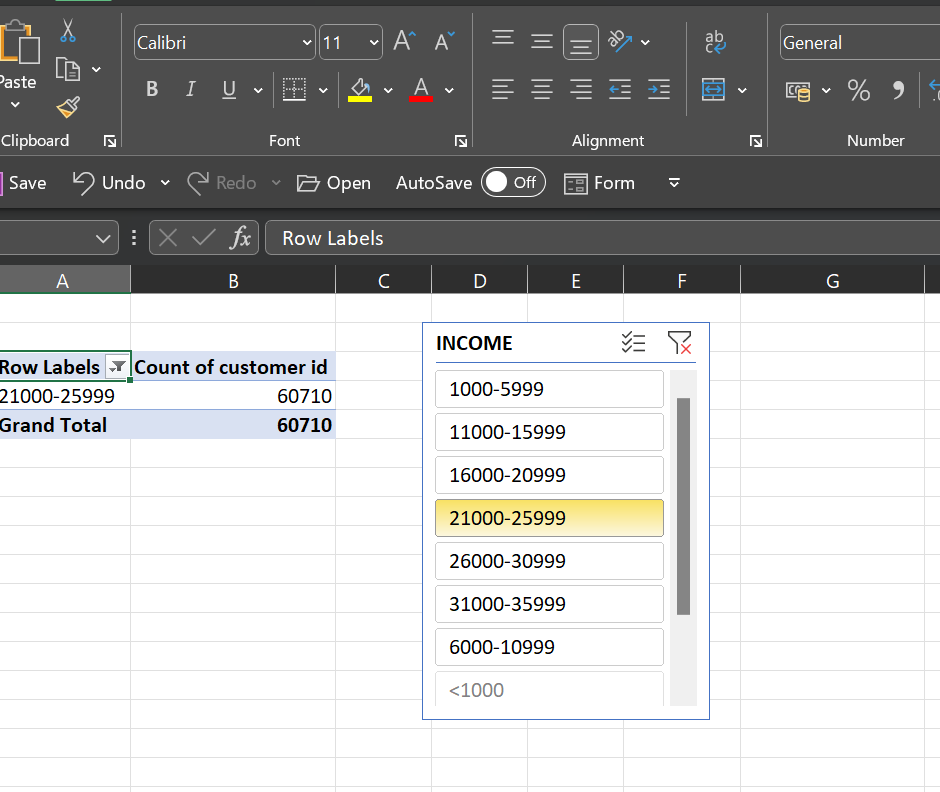 Calibri 11 ab General
Paste B I U A ab c % ,
Clipboard Font Alignment Number
Save Undo Redo Open AutoSave Off Form
fx Row Labels
A B C D E F G
Row Labels Count of customer id
21000-25999 60710
Grand Total 60710
INCOME
1000-5999
11000-15999
16000-20999
21000-25999
26000-30999
31000-35999
6000-10999
<1000